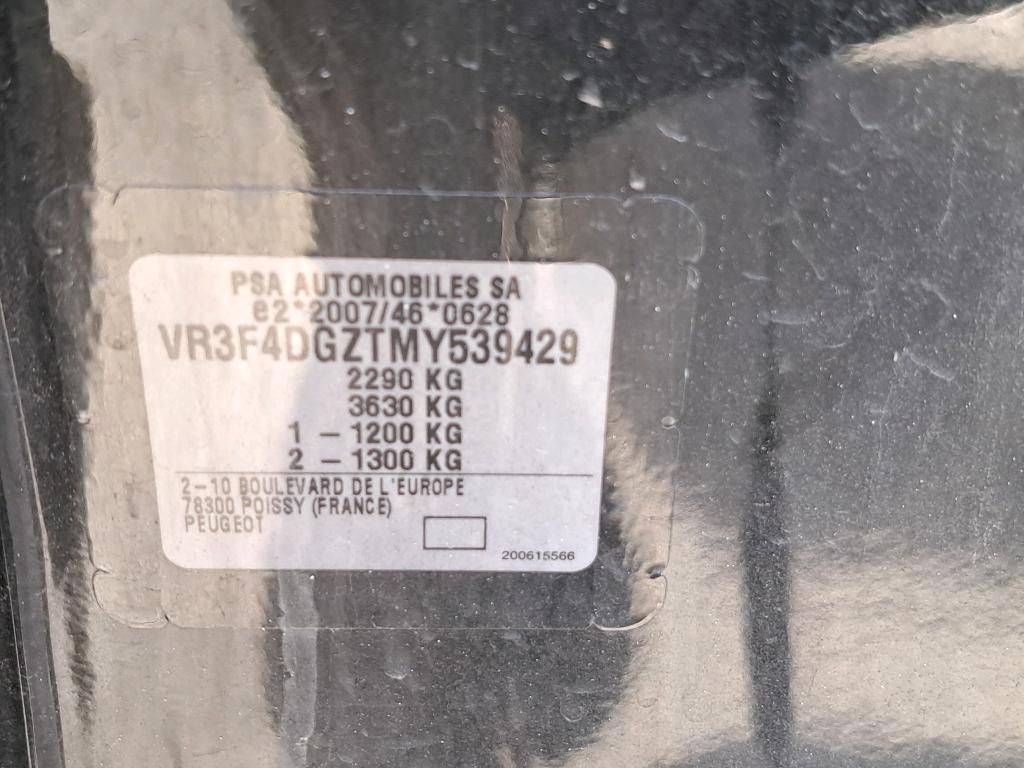 PSA AUTOMOBILES SA
e2*2007/46*0628
VR3F4DGZTMY539429
2290 KG
3630 KG
1 – 1200 KG
2 – 1300 KG
2–10 BOULEVARD DE L'EUROPE
78300 POISSY (FRANCE)
PEUGEOT
200615566